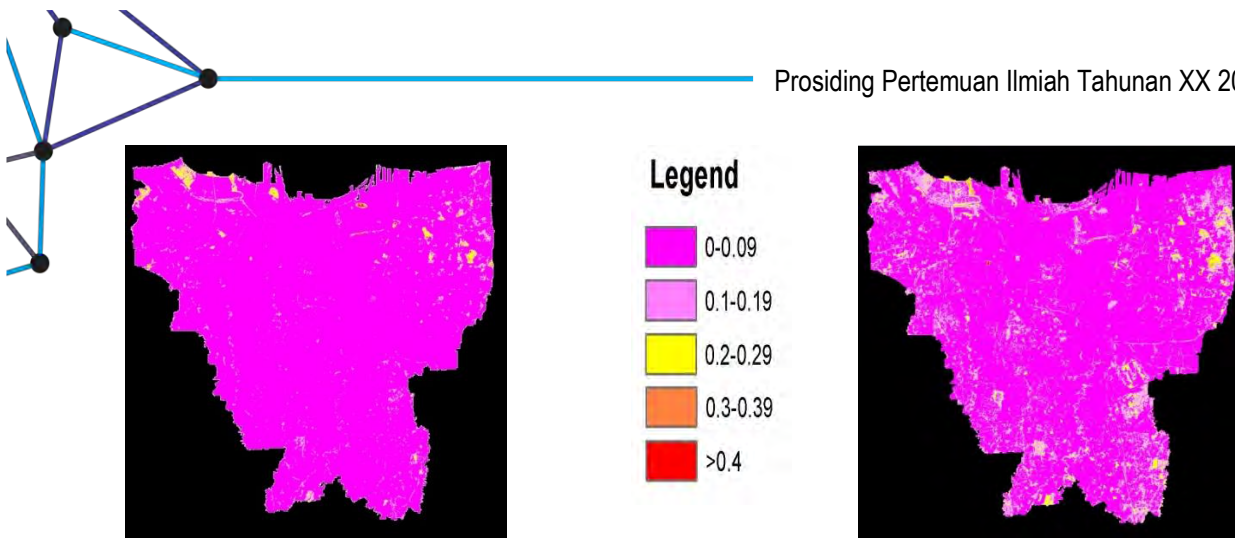 Prosiding Pertemuan Ilmiah Tahunan XX
Legend
0-0.09
0.1-0.19
0.2-0.29
0.3-0.39
>0.4